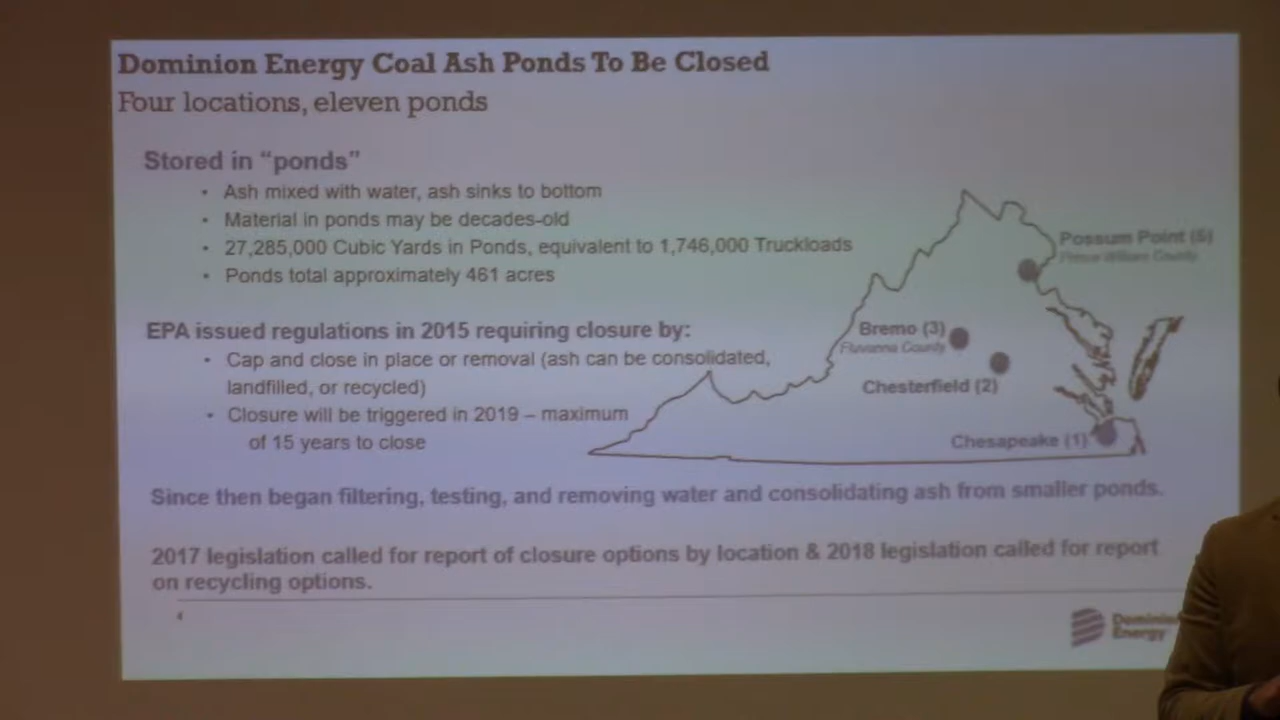 Dominion Energy Coal Ash Ponds To Be Closed
Four locations, eleven ponds
Stored in “ponds”
• Ash mixed with water, ash sinks to bottom
• Material in ponds may be decades-old
• 27,285,000 Cubic Yards in Ponds, equivalent to 1,746,000 Truckloads
• Ponds total approximately 461 acres
EPA issued regulations in 2015 requiring closure by:
• Cap and close in place or removal (ash can be consolidated,
landfilled, or recycled)
• Closure will be triggered in 2019 – maximum
of 15 years to close
Possum Point (5)
Prince William County
Bremo (3)
Fluvanna County
Chesterfield (2)
Chesapeake (1)
Since then began filtering, testing, and removing water and consolidating ash from smaller ponds.
2017 legislation called for report of closure options by location & 2018 legislation called for report
on recycling options.
4
Dominion
Energy